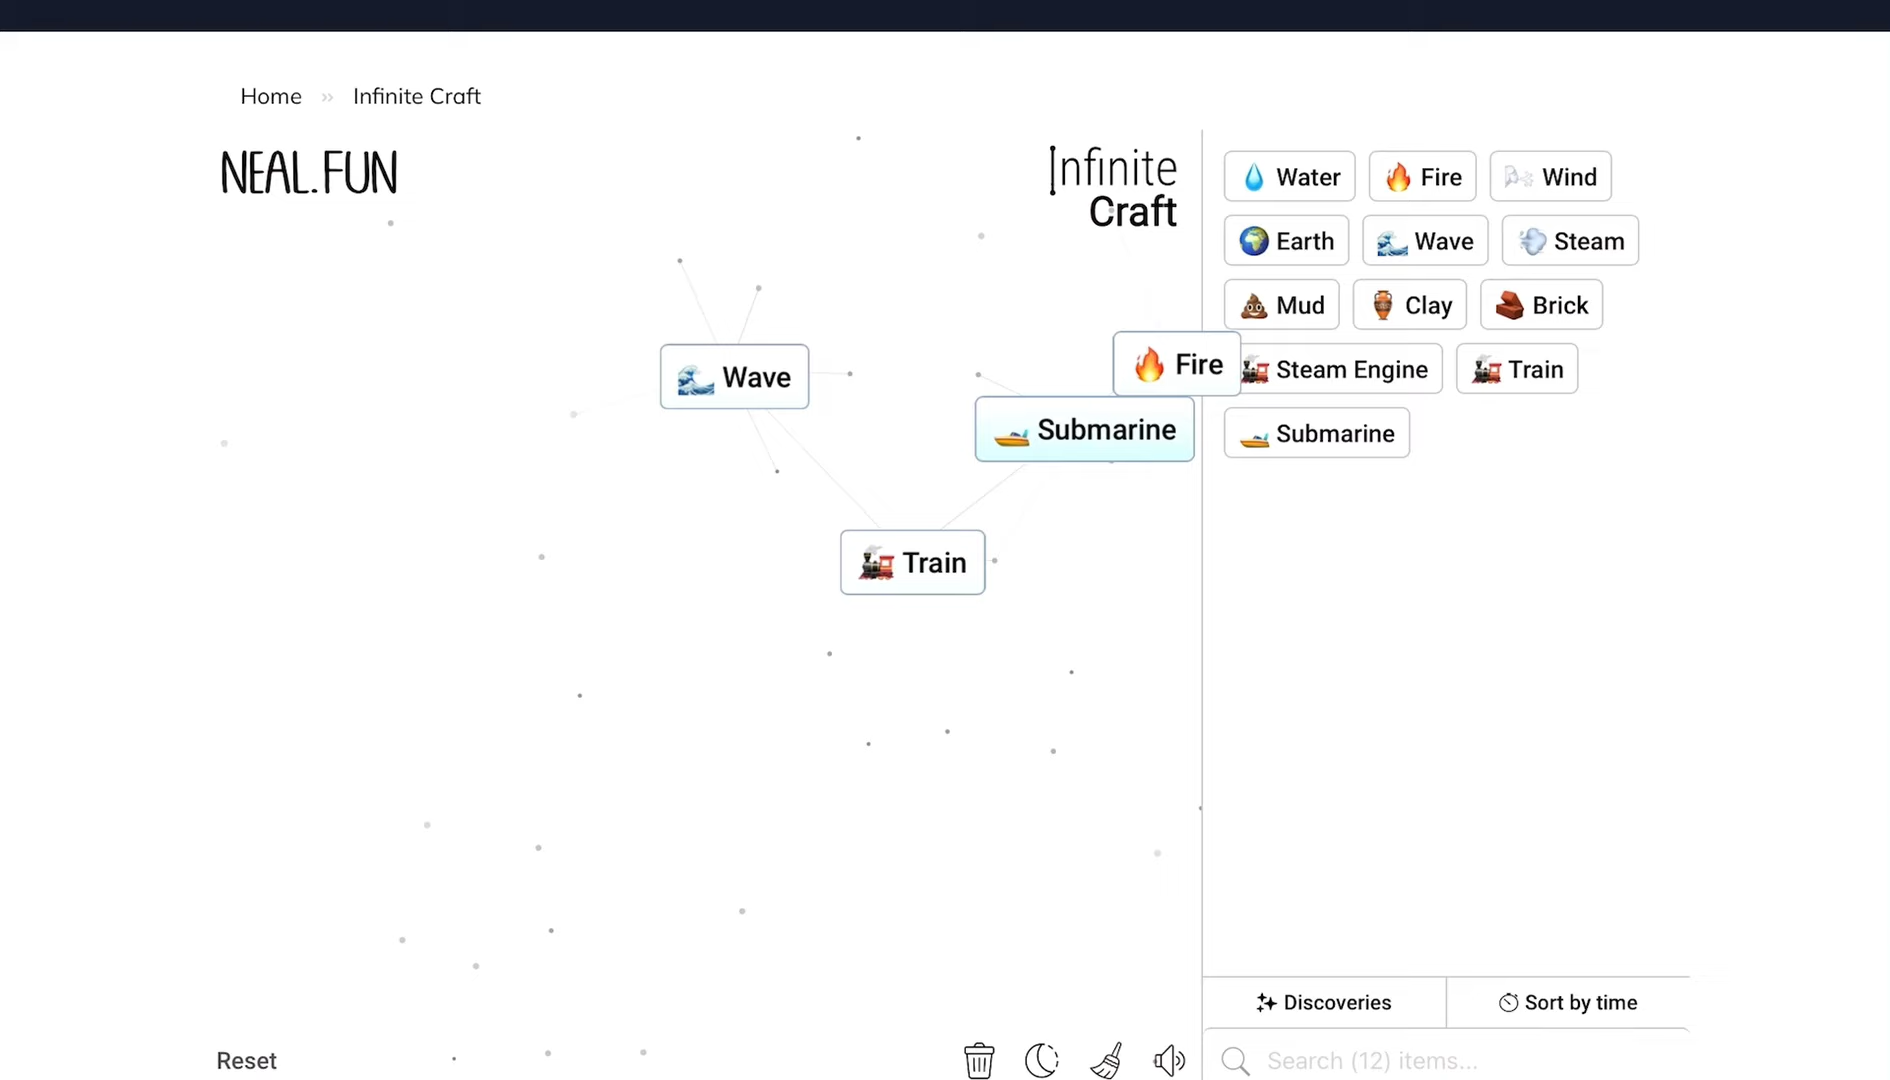 Home » Infinite Craft
NEAL.FUN
Infinite
Craft
Water
Fire
Wind
Earth
Wave
Steam
Mud
Clay
Brick
Steam Engine
Train
Submarine
Wave
Fire
Submarine
Train
Discoveries
Sort by time
Reset
Search (12) items...